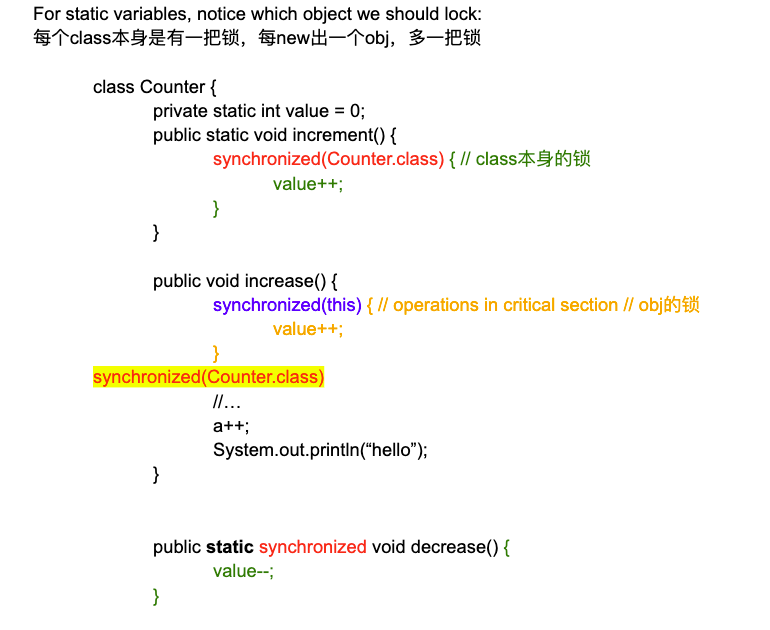 For static variables, notice which object we should lock:
每个class本身是有一把锁，每new出一个obj，多一把锁
class Counter {
private static int value = 0;
public static void increment() {
synchronized(Counter.class) { // class本身的锁
value++;
}
}
public void increase() {
synchronized(this) { // operations in critical section // obj的锁
value++;
}
synchronized(Counter.class)
//…
a++;
System.out.println(“hello”);
}
public static synchronized void decrease() {
value--;
}